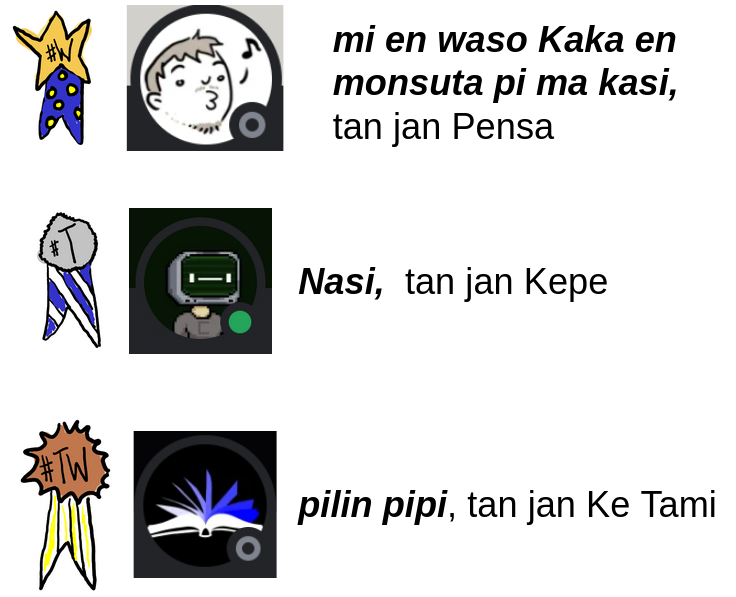 #W
mi en waso Kaka en
monsuta pi ma kasi,
tan jan Pensa
#T
Nasi, tan jan Kepe
#TW
pilin pipi, tan jan Ke Tami